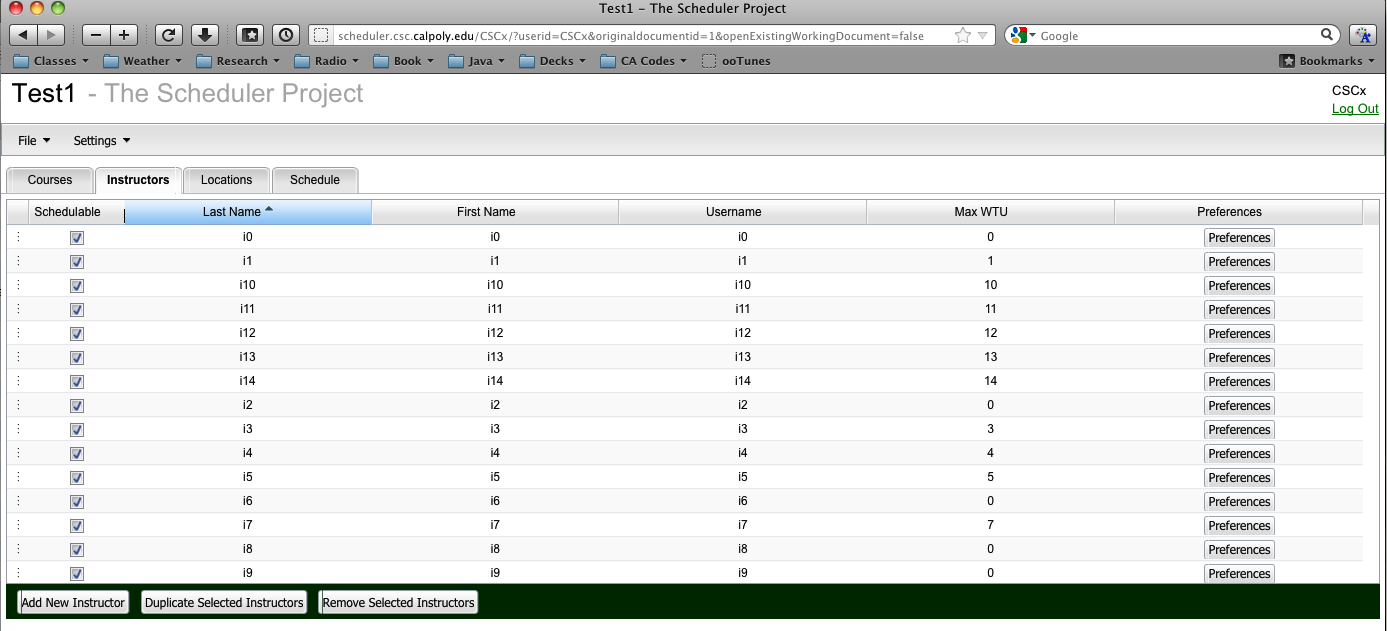 Test1 - The Scheduler Project
scheduler.csc.calpoly.edu/CSCx/?userid=CSCx&originaldocumentid=1&openExistingWorkingDocument=false Google
Classes Weather Research Radio Book Java Decks CA Codes ooTunes Bookmarks
Test1 - The Scheduler Project CSCx
Log Out
File Settings
Courses Instructors Locations Schedule
Schedulable Last Name First Name Username Max WTU Preferences
i0 i0 i0 0 Preferences
i1 i1 i1 1 Preferences
i10 i10 i10 10 Preferences
i11 i11 i11 11 Preferences
i12 i12 i12 12 Preferences
i13 i13 i13 13 Preferences
i14 i14 i14 14 Preferences
i2 i2 i2 0 Preferences
i3 i3 i3 3 Preferences
i4 i4 i4 4 Preferences
i5 i5 i5 5 Preferences
i6 i6 i6 0 Preferences
i7 i7 i7 7 Preferences
i8 i8 i8 0 Preferences
i9 i9 i9 0 Preferences
Add New Instructor Duplicate Selected Instructors Remove Selected Instructors